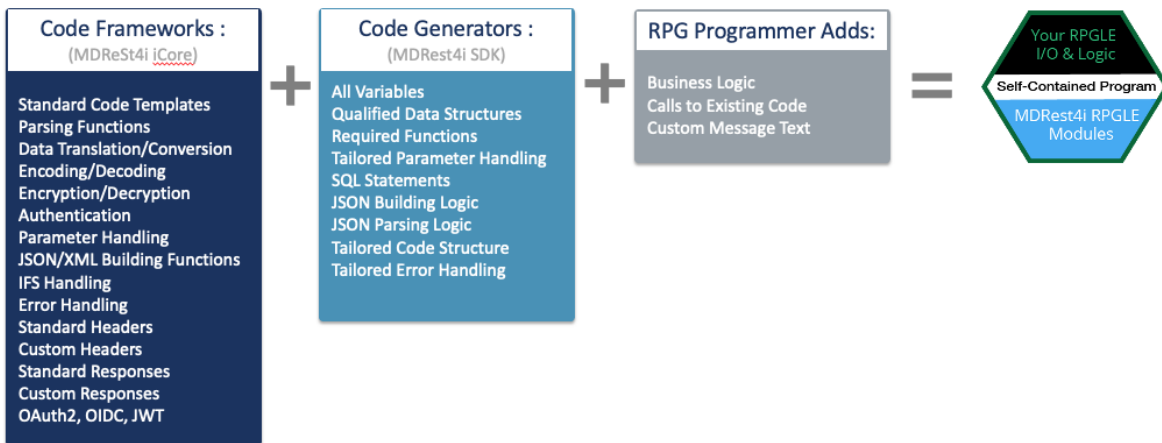 Code Frameworks :
(MDReSt4i iCore)
Standard Code Templates
Parsing Functions
Data Translation/Conversion
Encoding/Decoding
Encryption/Decryption
Authentication
Parameter Handling
JSON/XML Building Functions
IFS Handling
Error Handling
Standard Headers
Custom Headers
Standard Responses
Custom Responses
OAuth2, OIDC, JWT
+
Code Generators :
(MDRest4i SDK)
All Variables
Qualified Data Structures
Required Functions
Tailored Parameter Handling
SQL Statements
JSON Building Logic
JSON Parsing Logic
Tailored Code Structure
Tailored Error Handling
+
RPG Programmer Adds:
Business Logic
Calls to Existing Code
Custom Message Text
=
Your RPGLE
I/O & Logic
Self-Contained Program
MDRest4i RPGLE
Modules